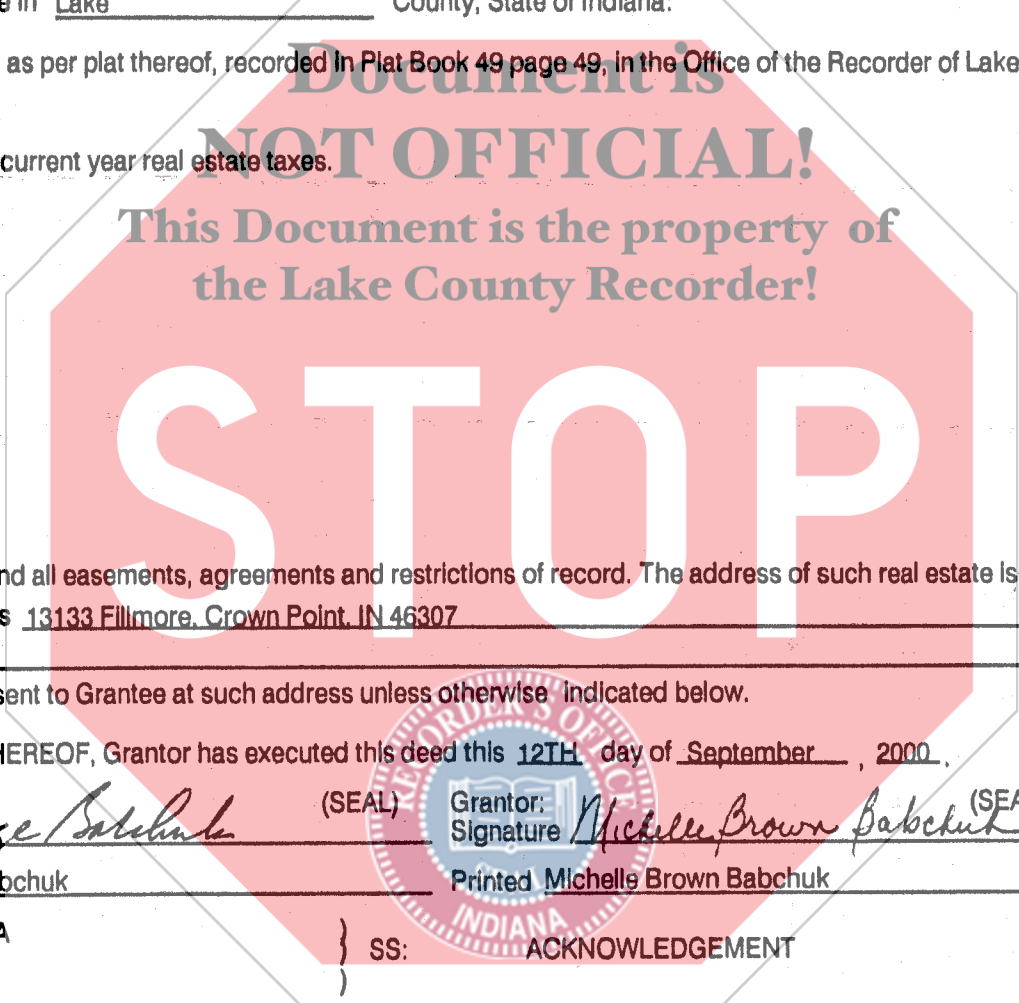 in Lake County, State of Indiana:
as per plat thereof, recorded in Plat Book 49 page 49, in the Office of the Recorder of Lake
Document is
NOT OFFICIAL!
current year real estate taxes.
This Document is the property of
the Lake County Recorder!
STOP
nd all easements, agreements and restrictions of record. The address of such real estate is
s 13133 Fillmore, Crown Point, IN 46307
sent to Grantee at such address unless otherwise indicated below.
HEREOF, Grantor has executed this deed this 12TH day of September, 2000.
RECORDER'S OFFICE
(SEAL) Grantor: (SEA
e Babchuk Signature Michelle Brown Babchuk
bchuk Printed Michelle Brown Babchuk
INDIANA
A
} SS: ACKNOWLEDGEMENT
)